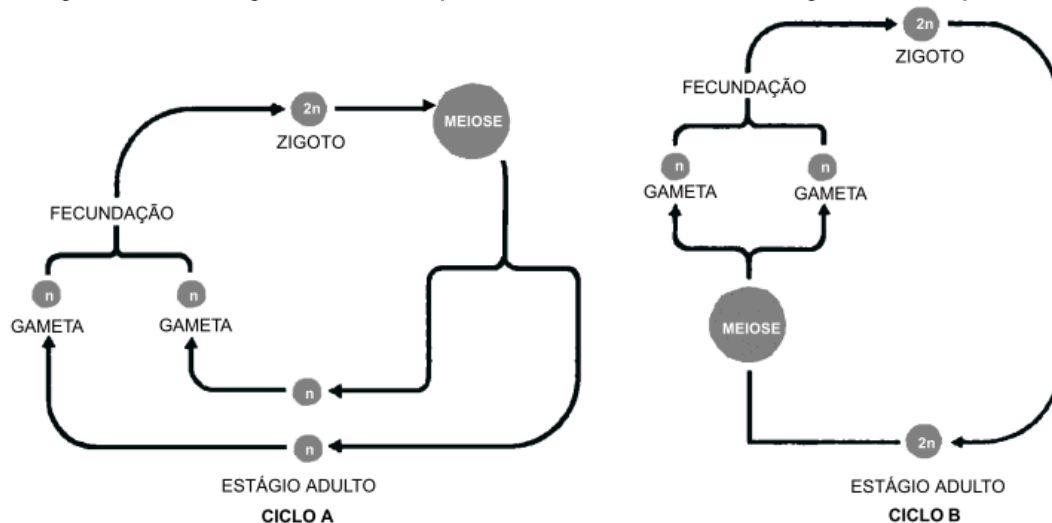 2n
ZIGOTO
MEIOSE
FECUNDAÇÃO
n
n
GAMETA
GAMETA
n
n
ESTÁGIO ADULTO
CICLO A
2n
ZIGOTO
FECUNDAÇÃO
n
n
GAMETA
GAMETA
MEIOSE
2n
ESTÁGIO ADULTO
CICLO B